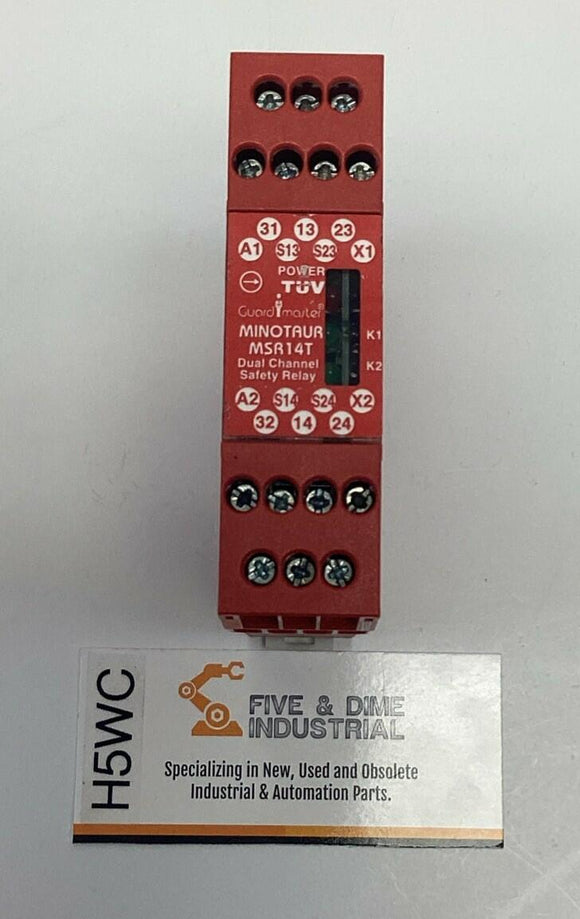 31 13 23
A1 S13 S23 X1
POWER
TÜV
Guardmaster®
MINOTAUR
K1
MSR14T
K2
Dual Channel
Safety Relay
A2 S14 S24 X2
32 14 24
H5WC
FIVE & DIME
INDUSTRIAL
Specializing in New, Used and Obsolete
Industrial & Automation Parts.